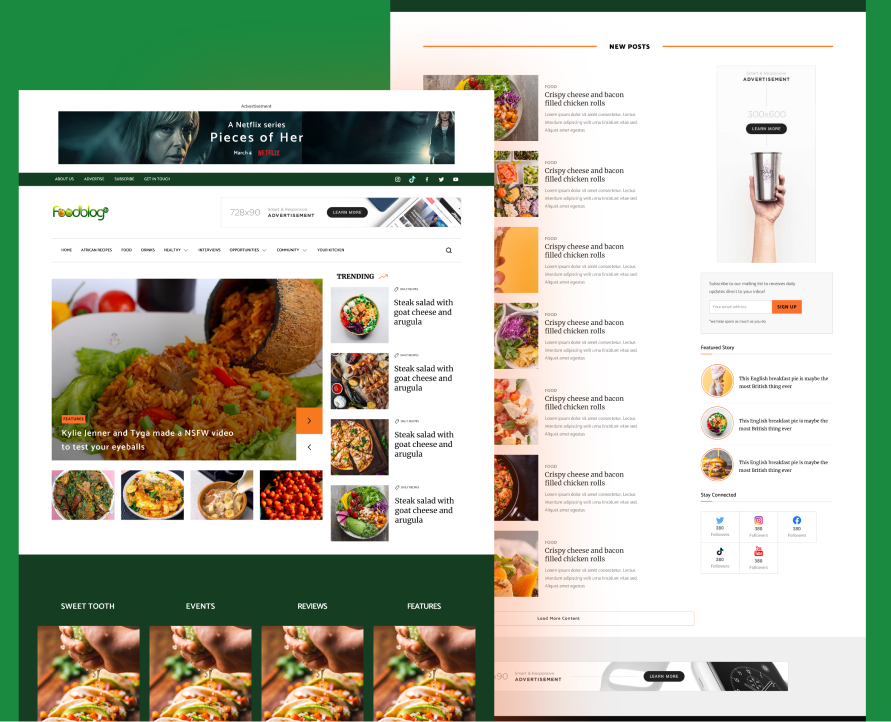 Advertisement
A Netflix series
Pieces of Her
March 4 NETFLIX
ABOUT US ADVERTISE SUBSCRIBE GET IN TOUCH
Foodblog
728x90
Smart & Responsive
ADVERTISEMENT
LEARN MORE
HOME AFRICAN RECIPES FOOD DRINKS HEALTHY INTERVIEWS OPPORTUNITIES COMMUNITY YOUR KITCHEN
FEATURES
Kylie Jenner and Tyga made a NSFW video
to test your eyeballs
TRENDING
Steak salad with
goat cheese and
arugula
Steak salad with
goat cheese and
arugula
Steak salad with
goat cheese and
arugula
Steak salad with
goat cheese and
arugula
SWEET TOOTH EVENTS REVIEWS FEATURES
NEW POSTS
FOOD
Crispy cheese and bacon
filled chicken rolls
Lorem ipsum dolor sit amet consectetur. Lectus
interdum adipiscing velit urna tincidunt vitae sed.
Aliquet amet egestas
FOOD
Crispy cheese and bacon
filled chicken rolls
Lorem ipsum dolor sit amet consectetur. Lectus
interdum adipiscing velit urna tincidunt vitae sed.
Aliquet amet egestas
FOOD
Crispy cheese and bacon
filled chicken rolls
Lorem ipsum dolor sit amet consectetur. Lectus
interdum adipiscing velit urna tincidunt vitae sed.
Aliquet amet egestas
FOOD
Crispy cheese and bacon
filled chicken rolls
Lorem ipsum dolor sit amet consectetur. Lectus
interdum adipiscing velit urna tincidunt vitae sed.
Aliquet amet egestas
FOOD
Crispy cheese and bacon
filled chicken rolls
Lorem ipsum dolor sit amet consectetur. Lectus
interdum adipiscing velit urna tincidunt vitae sed.
Aliquet amet egestas
FOOD
Crispy cheese and bacon
filled chicken rolls
Lorem ipsum dolor sit amet consectetur. Lectus
interdum adipiscing velit urna tincidunt vitae sed.
Aliquet amet egestas
FOOD
Crispy cheese and bacon
filled chicken rolls
Lorem ipsum dolor sit amet consectetur. Lectus
interdum adipiscing velit urna tincidunt vitae sed.
Aliquet amet egestas
Load More Content
Smart & Responsive
ADVERTISEMENT
300x600
LEARN MORE
Subscribe to our mailing list to receives daily
updates direct to your inbox!
Your email address
SIGN UP
*we hate spam as much as you do
Featured Story
This English breakfast pie is maybe the
most British thing ever
This English breakfast pie is maybe the
most British thing ever
This English breakfast pie is maybe the
most British thing ever
Stay Connected
380
Followers
380
Followers
380
Followers
380
Followers
380
Followers
x90
Smart & Responsive
ADVERTISEMENT
LEARN MORE